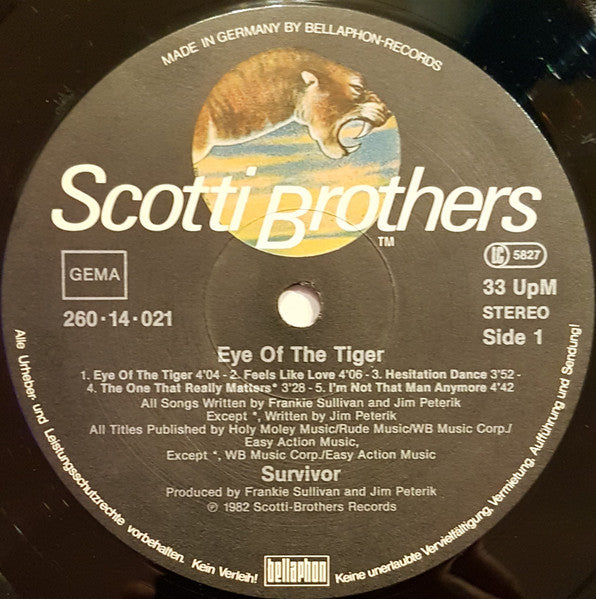 MADE IN GERMANY BY BELLAPHON-RECORDS
Scotti Brothers
TM
GEMA
LC 5827
260·14·021
33 UpM
STEREO
Side 1
Eye Of The Tiger
1. Eye Of The Tiger 4'04 - 2. Feels Like Love 4'06 - 3. Hesitation Dance 3'52 -
4. The One That Really Matters* 3'28 - 5. I'm Not That Man Anymore 4'42
All Songs Written by Frankie Sullivan and Jim Peterik
Except *, Written by Jim Peterik
All Titles Published by Holy Moley Music/Rude Music/WB Music Corp./
Easy Action Music,
Except *, WB Music Corp./Easy Action Music
Survivor
Produced by Frankie Sullivan and Jim Peterik
℗ 1982 Scotti-Brothers Records
Alle Urheber- und Leistungsschutzrechte vorbehalten. Kein Verleih! Keine unerlaubte Vervielfältigung, Vermietung, Aufführung und Sendung!
bellaphon